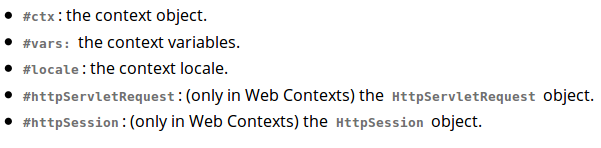 #ctx: the context object.
#vars: the context variables.
#locale: the context locale.
#httpServletRequest: (only in Web Contexts) the HttpServletRequest object.
#httpSession: (only in Web Contexts) the HttpSession object.